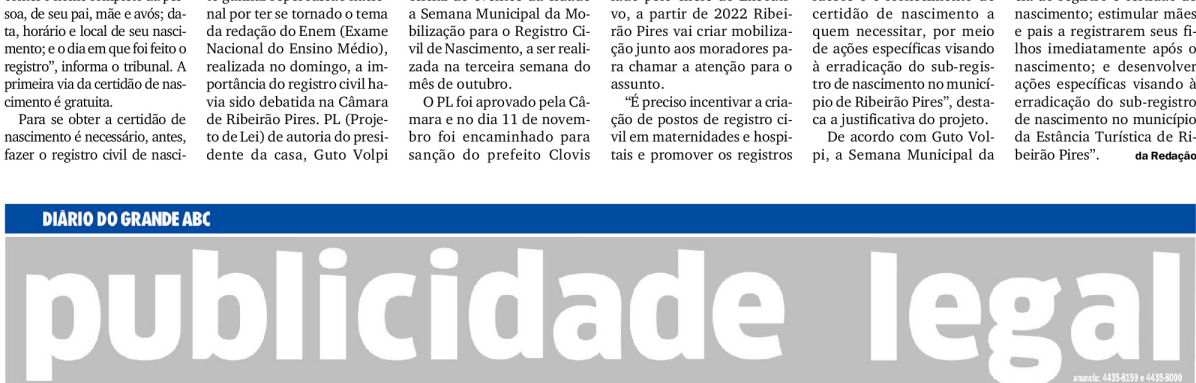 soa, de seu pai, mãe e avós; da-
ta, horário e local de seu nasci-
mento; e o dia em que foi feito o
registro”, informa o tribunal. A
primeira via da certidão de nas-
cimento é gratuita.
Para se obter a certidão de
nascimento é necessário, antes,
fazer o registro civil de nasci-
nal por ter se tornado o tema
da redação do Enem (Exame
Nacional do Ensino Médio),
realizada no domingo, a im-
portância do registro civil ha-
via sido debatida na Câmara
de Ribeirão Pires. PL (Proje-
to de Lei) de autoria do presi-
dente da casa, Guto Volpi
de eventos da cidade
a Semana Municipal da Mo-
bilização para o Registro Ci-
vil de Nascimento, a ser reali-
zada na terceira semana do
mês de outubro.
O PL foi aprovado pela Câ-
mara e no dia 11 de novem-
bro foi encaminhado para
sanção do prefeito Clovis
vo, a partir de 2022 Ribei-
rão Pires vai criar mobiliza-
ção junto aos moradores pa-
ra chamar a atenção para o
assunto.
“É preciso incentivar a cria-
ção de postos de registro ci-
vil em maternidades e hospi-
tais e promover os registros
certidão de nascimento a
quem necessitar, por meio
de ações específicas visando
à erradicação do sub-regis-
tro de nascimento no municí-
pio de Ribeirão Pires”, desta-
ca a justificativa do projeto.
De acordo com Guto Vol-
pi, a Semana Municipal da
nascimento; estimular mães
e pais a registrarem seus fi-
lhos imediatamente após o
nascimento; e desenvolver
ações específicas visando à
erradicação do sub-registro
de nascimento no município
da Estância Turística de Ri-
beirão Pires”. da Redação
DIÁRIO DO GRANDE ABC
publicidade legal
anuncie: 4435-8159 e 4435-8000